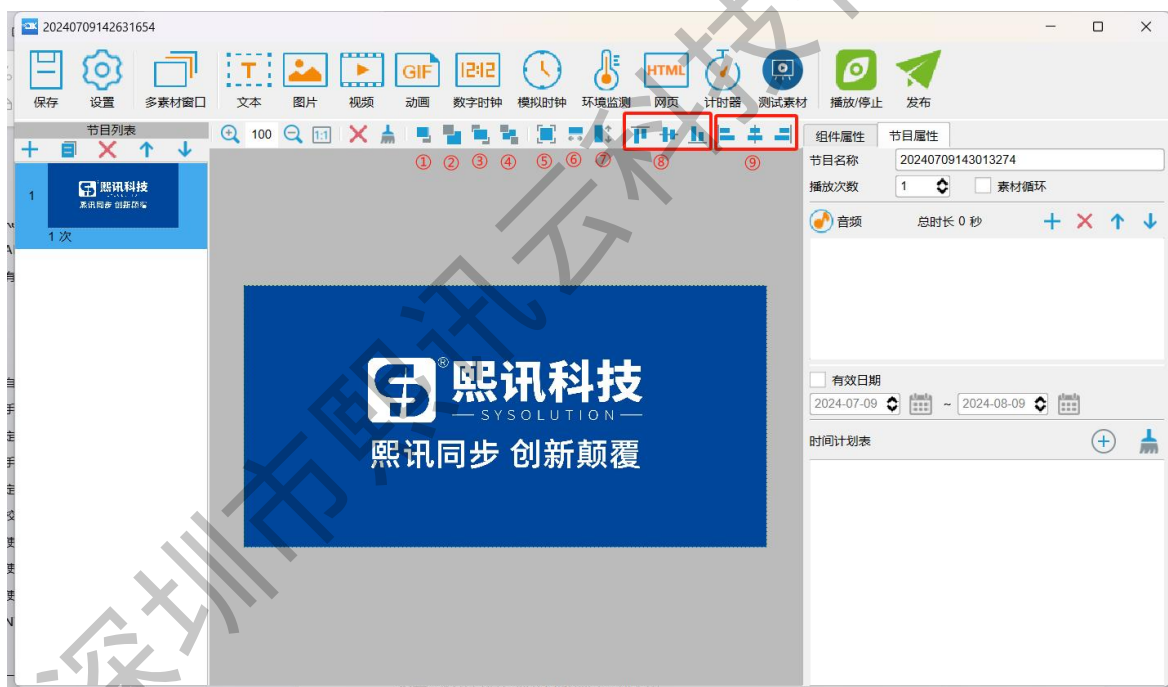 20240709142631654
T GIF 12:12 HTML
保存 设置 多素材窗口 文本 图片 视频 动画 数字时钟 模拟时钟 环境监测 网页 计时器 测试素材 播放/停止 发布
节目列表
100 1:1
① ② ③ ④ ⑤ ⑥ ⑦ ⑧ ⑨
1
熙讯科技
熙讯同步 创新颠覆
1 次
®
熙讯科技
SYSOLUTION
熙讯同步 创新颠覆
组件属性 节目属性
节目名称 20240709143013274
播放次数 1 素材循环
音频 总时长 0 秒
有效日期
2024-07-09 ~ 2024-08-09
时间计划表
深圳市熙讯云科技